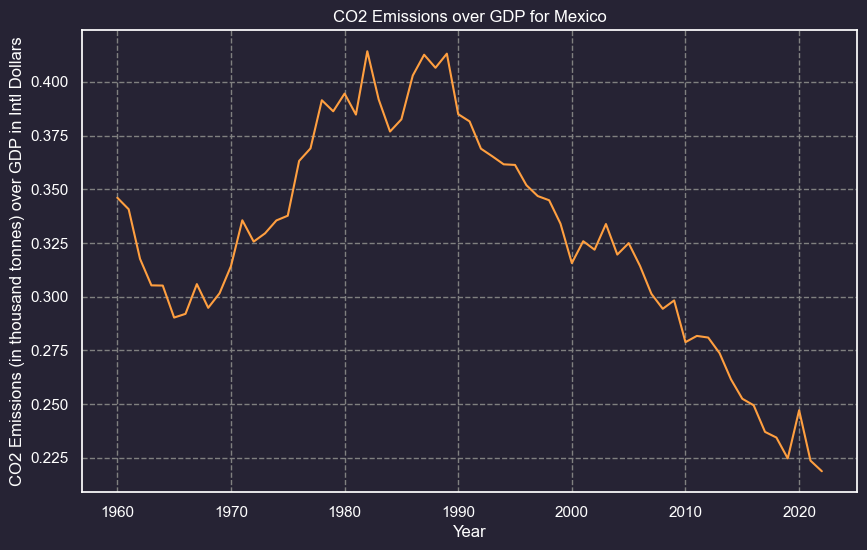 CO2 Emissions over GDP for Mexico
CO2 Emissions (in thousand tonnes) over GDP in Intl Dollars
0.400
0.375
0.350
0.325
0.300
0.275
0.250
0.225
1960 1970 1980 1990 2000 2010 2020
Year